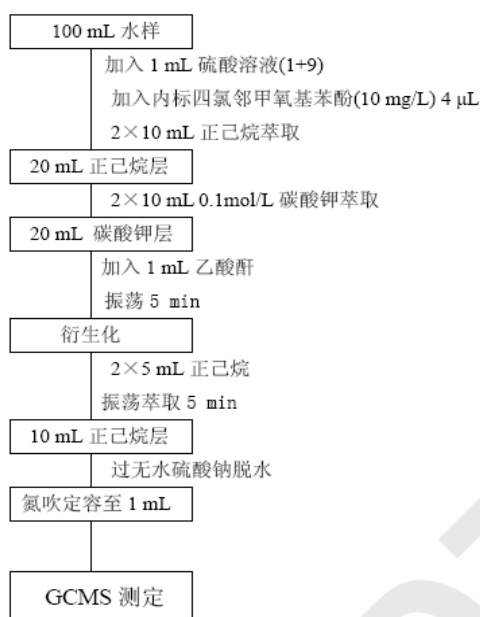 100 mL 水样
加入 1 mL 硫酸溶液(1+9)
加入内标四氯邻甲氧基苯酚(10 mg/L) 4 μL
2×10 mL 正己烷萃取
20 mL 正己烷层
2×10 mL 0.1mol/L 碳酸钾萃取
20 mL 碳酸钾层
加入 1 mL 乙酸酐
振荡 5 min
衍生化
2×5 mL 正己烷
振荡萃取 5 min
10 mL 正己烷层
过无水硫酸钠脱水
氮吹定容至 1 mL
GCMS 测定